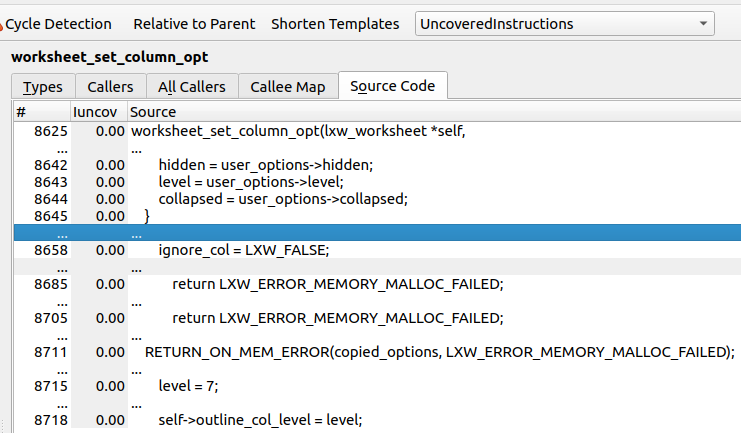 Cycle Detection Relative to Parent Shorten Templates UncoveredInstructions
worksheet_set_column_opt
Types Callers All Callers Callee Map Source Code
# Iuncov Source
8625 0.00 worksheet_set_column_opt(lxw_worksheet *self,
... ...
8642 0.00 hidden = user_options->hidden;
8643 0.00 level = user_options->level;
8644 0.00 collapsed = user_options->collapsed;
8645 0.00 }
... ...
8658 0.00 ignore_col = LXW_FALSE;
... ...
8685 0.00 return LXW_ERROR_MEMORY_MALLOC_FAILED;
... ...
8705 0.00 return LXW_ERROR_MEMORY_MALLOC_FAILED;
... ...
8711 0.00 RETURN_ON_MEM_ERROR(copied_options, LXW_ERROR_MEMORY_MALLOC_FAILED);
... ...
8715 0.00 level = 7;
... ...
8718 0.00 self->outline_col_level = level;